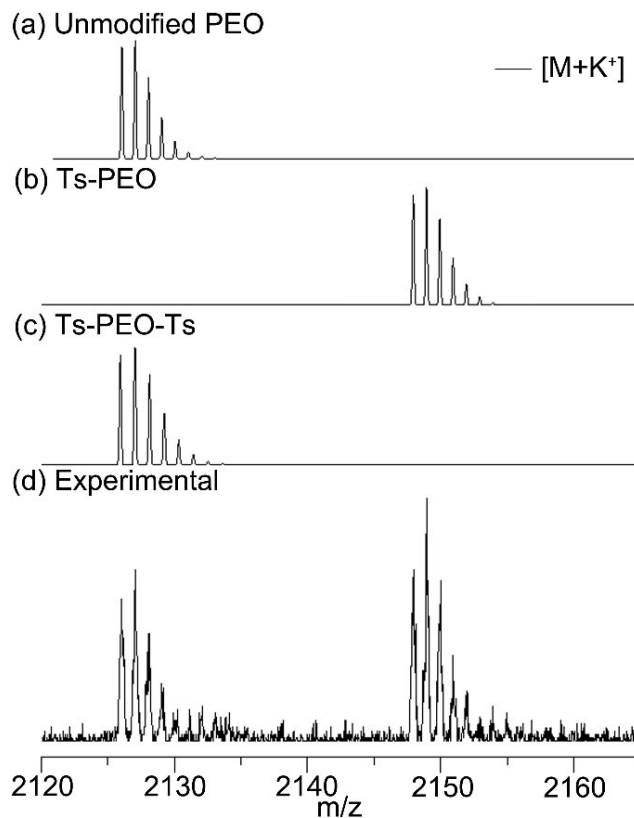 (a) Unmodified PEO
[M+K⁺]
(b) Ts-PEO
(c) Ts-PEO-Ts
(d) Experimental
2120 2130 2140 2150 2160
m/z